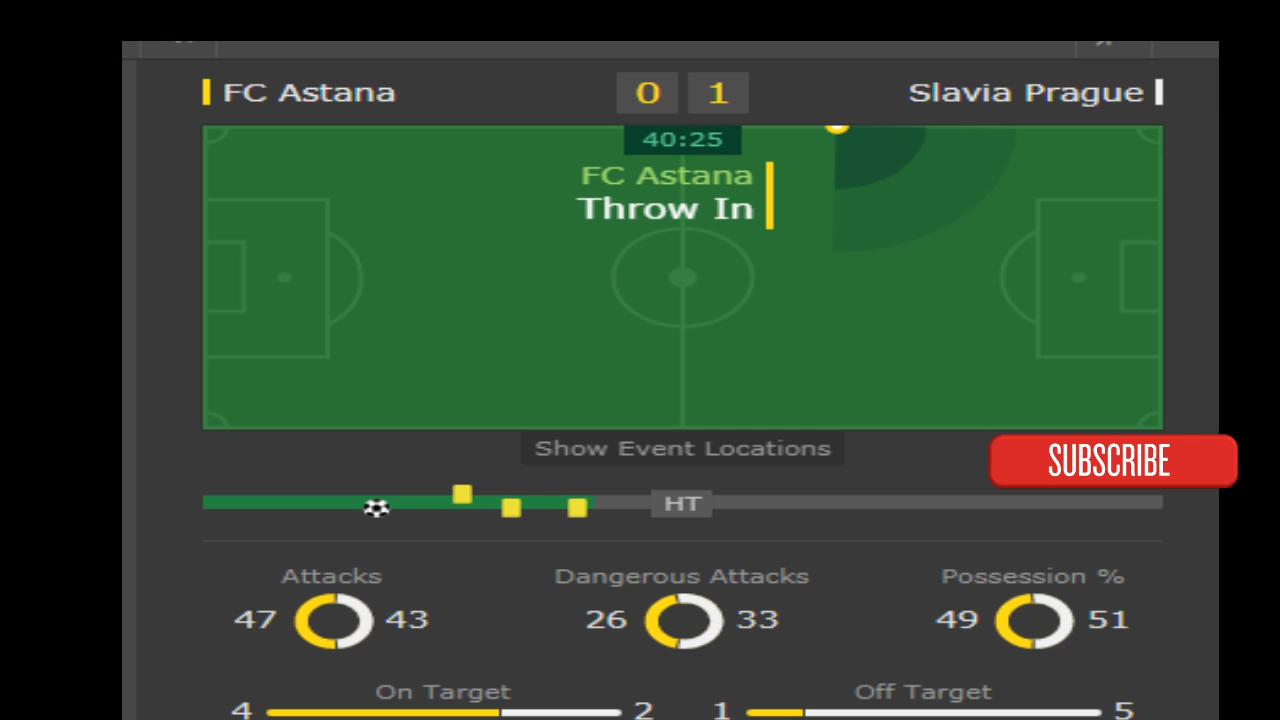 FC Astana 0 1 Slavia Prague
40:25
FC Astana
Throw In
Show Event Locations
SUBSCRIBE
HT
Attacks Dangerous Attacks Possession %
47 43 26 33 49 51
On Target Off Target
4 2 1 5